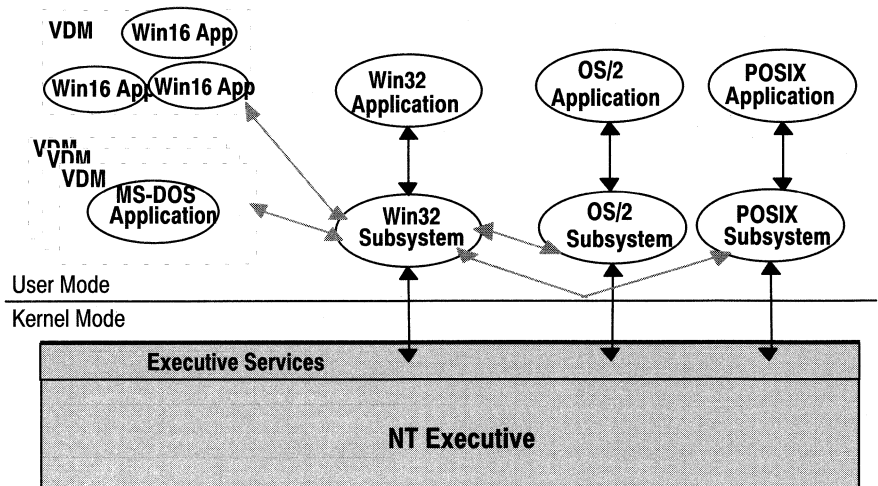 VDM
Win16 App
Win16 App
Win16 App
VDM
VDM
VDM
MS-DOS
Application
Win32
Application
OS/2
Application
POSIX
Application
Win32
Subsystem
OS/2
Subsystem
POSIX
Subsystem
User Mode
Kernel Mode
Executive Services
NT Executive